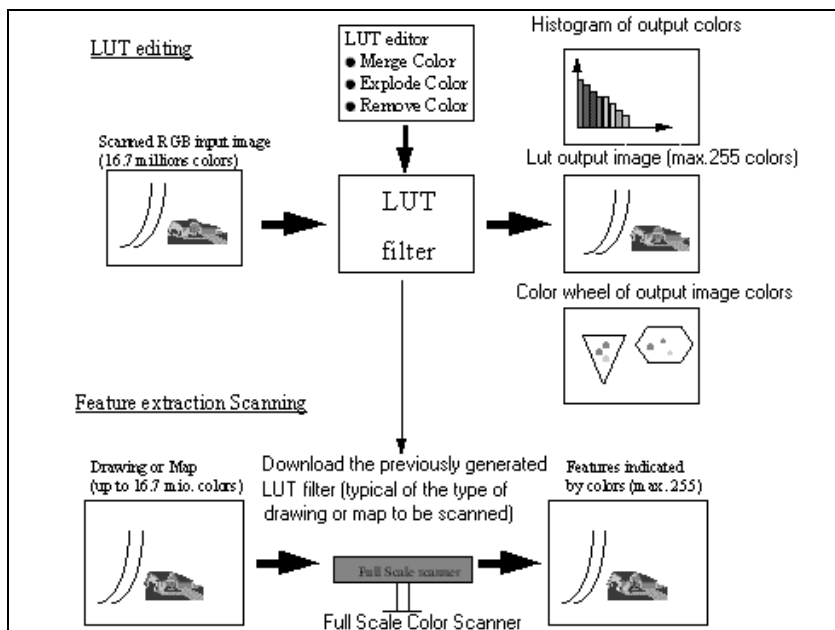 LUT editing
LUT editor
● Merge Color
● Explode Color
● Remove Color
Histogram of output colors
Scanned RGB input image
(16.7 millions colors)
LUT
filter
Lut output image (max.255 colors)
Color wheel of output image colors
Feature extraction Scanning
Drawing or Map
(up to 16.7 mio. colors)
Download the previously generated
LUT filter (typical of the type of
drawing or map to be scanned)
Features indicated
by colors (max. 255)
Full Scale scanner
Full Scale Color Scanner